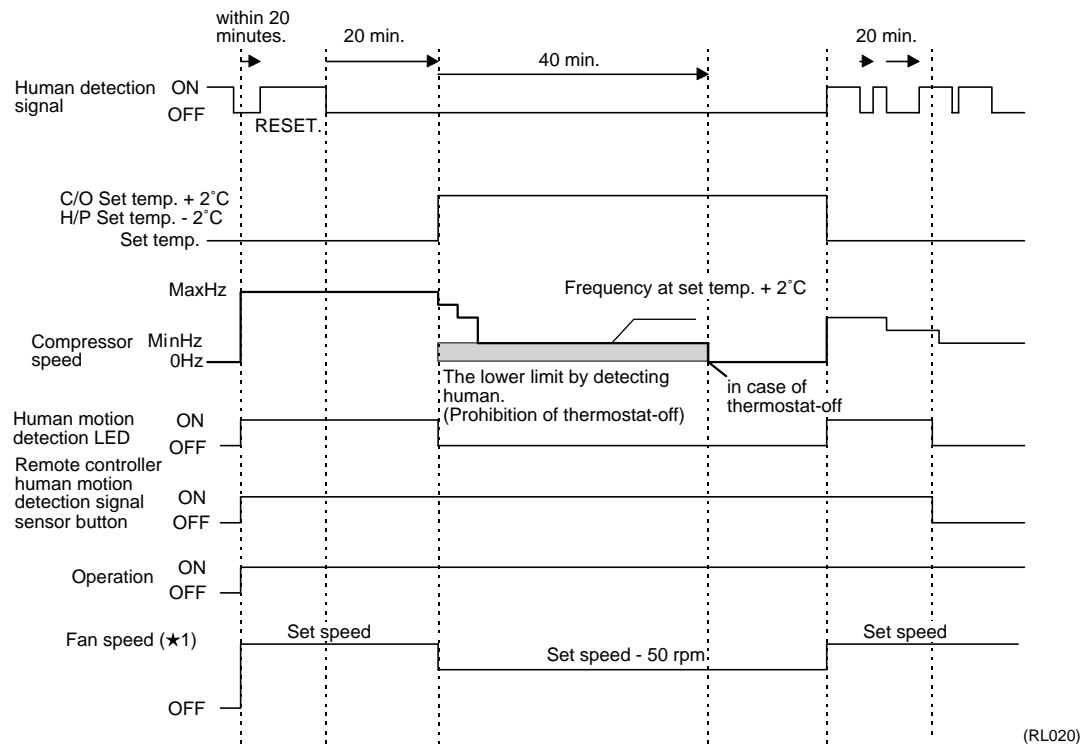 within 20
minutes.
20 min.
40 min.
20 min.
Human detection
signal
ON
OFF
RESET.
C/O Set temp. + 2˚C
H/P Set temp. - 2˚C
Set temp.
MaxHz
Frequency at set temp. + 2˚C
Compressor
speed
MinHz
0Hz
The lower limit by detecting
human.
(Prohibition of thermostat-off)
in case of
thermostat-off
Human motion
detection LED
ON
OFF
Remote controller
human motion
detection signal
sensor button
ON
OFF
Operation
ON
OFF
Fan speed (★1)
Set speed
Set speed - 50 rpm
Set speed
OFF
(RL020)